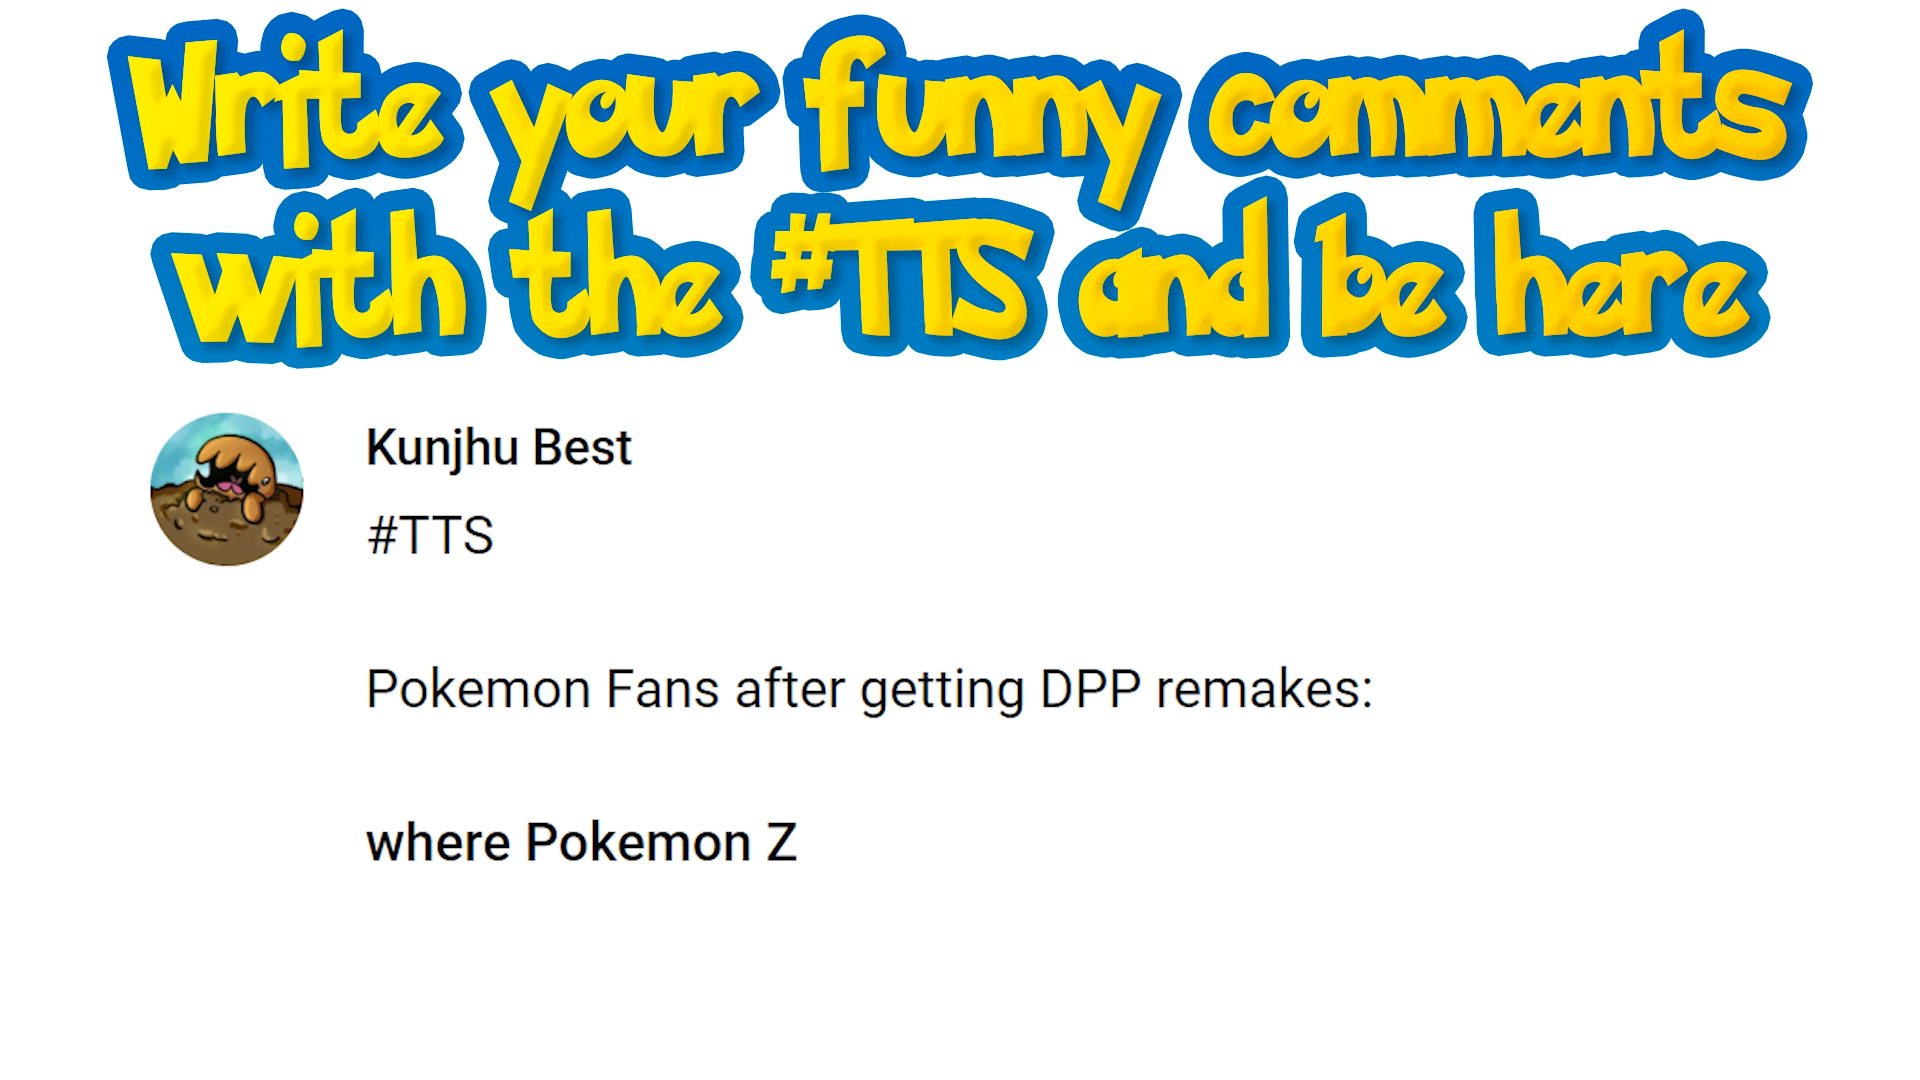 Write your funny comments
with the #TTS and be here
Kunjhu Best
#TTS
Pokemon Fans after getting DPP remakes:
where Pokemon Z